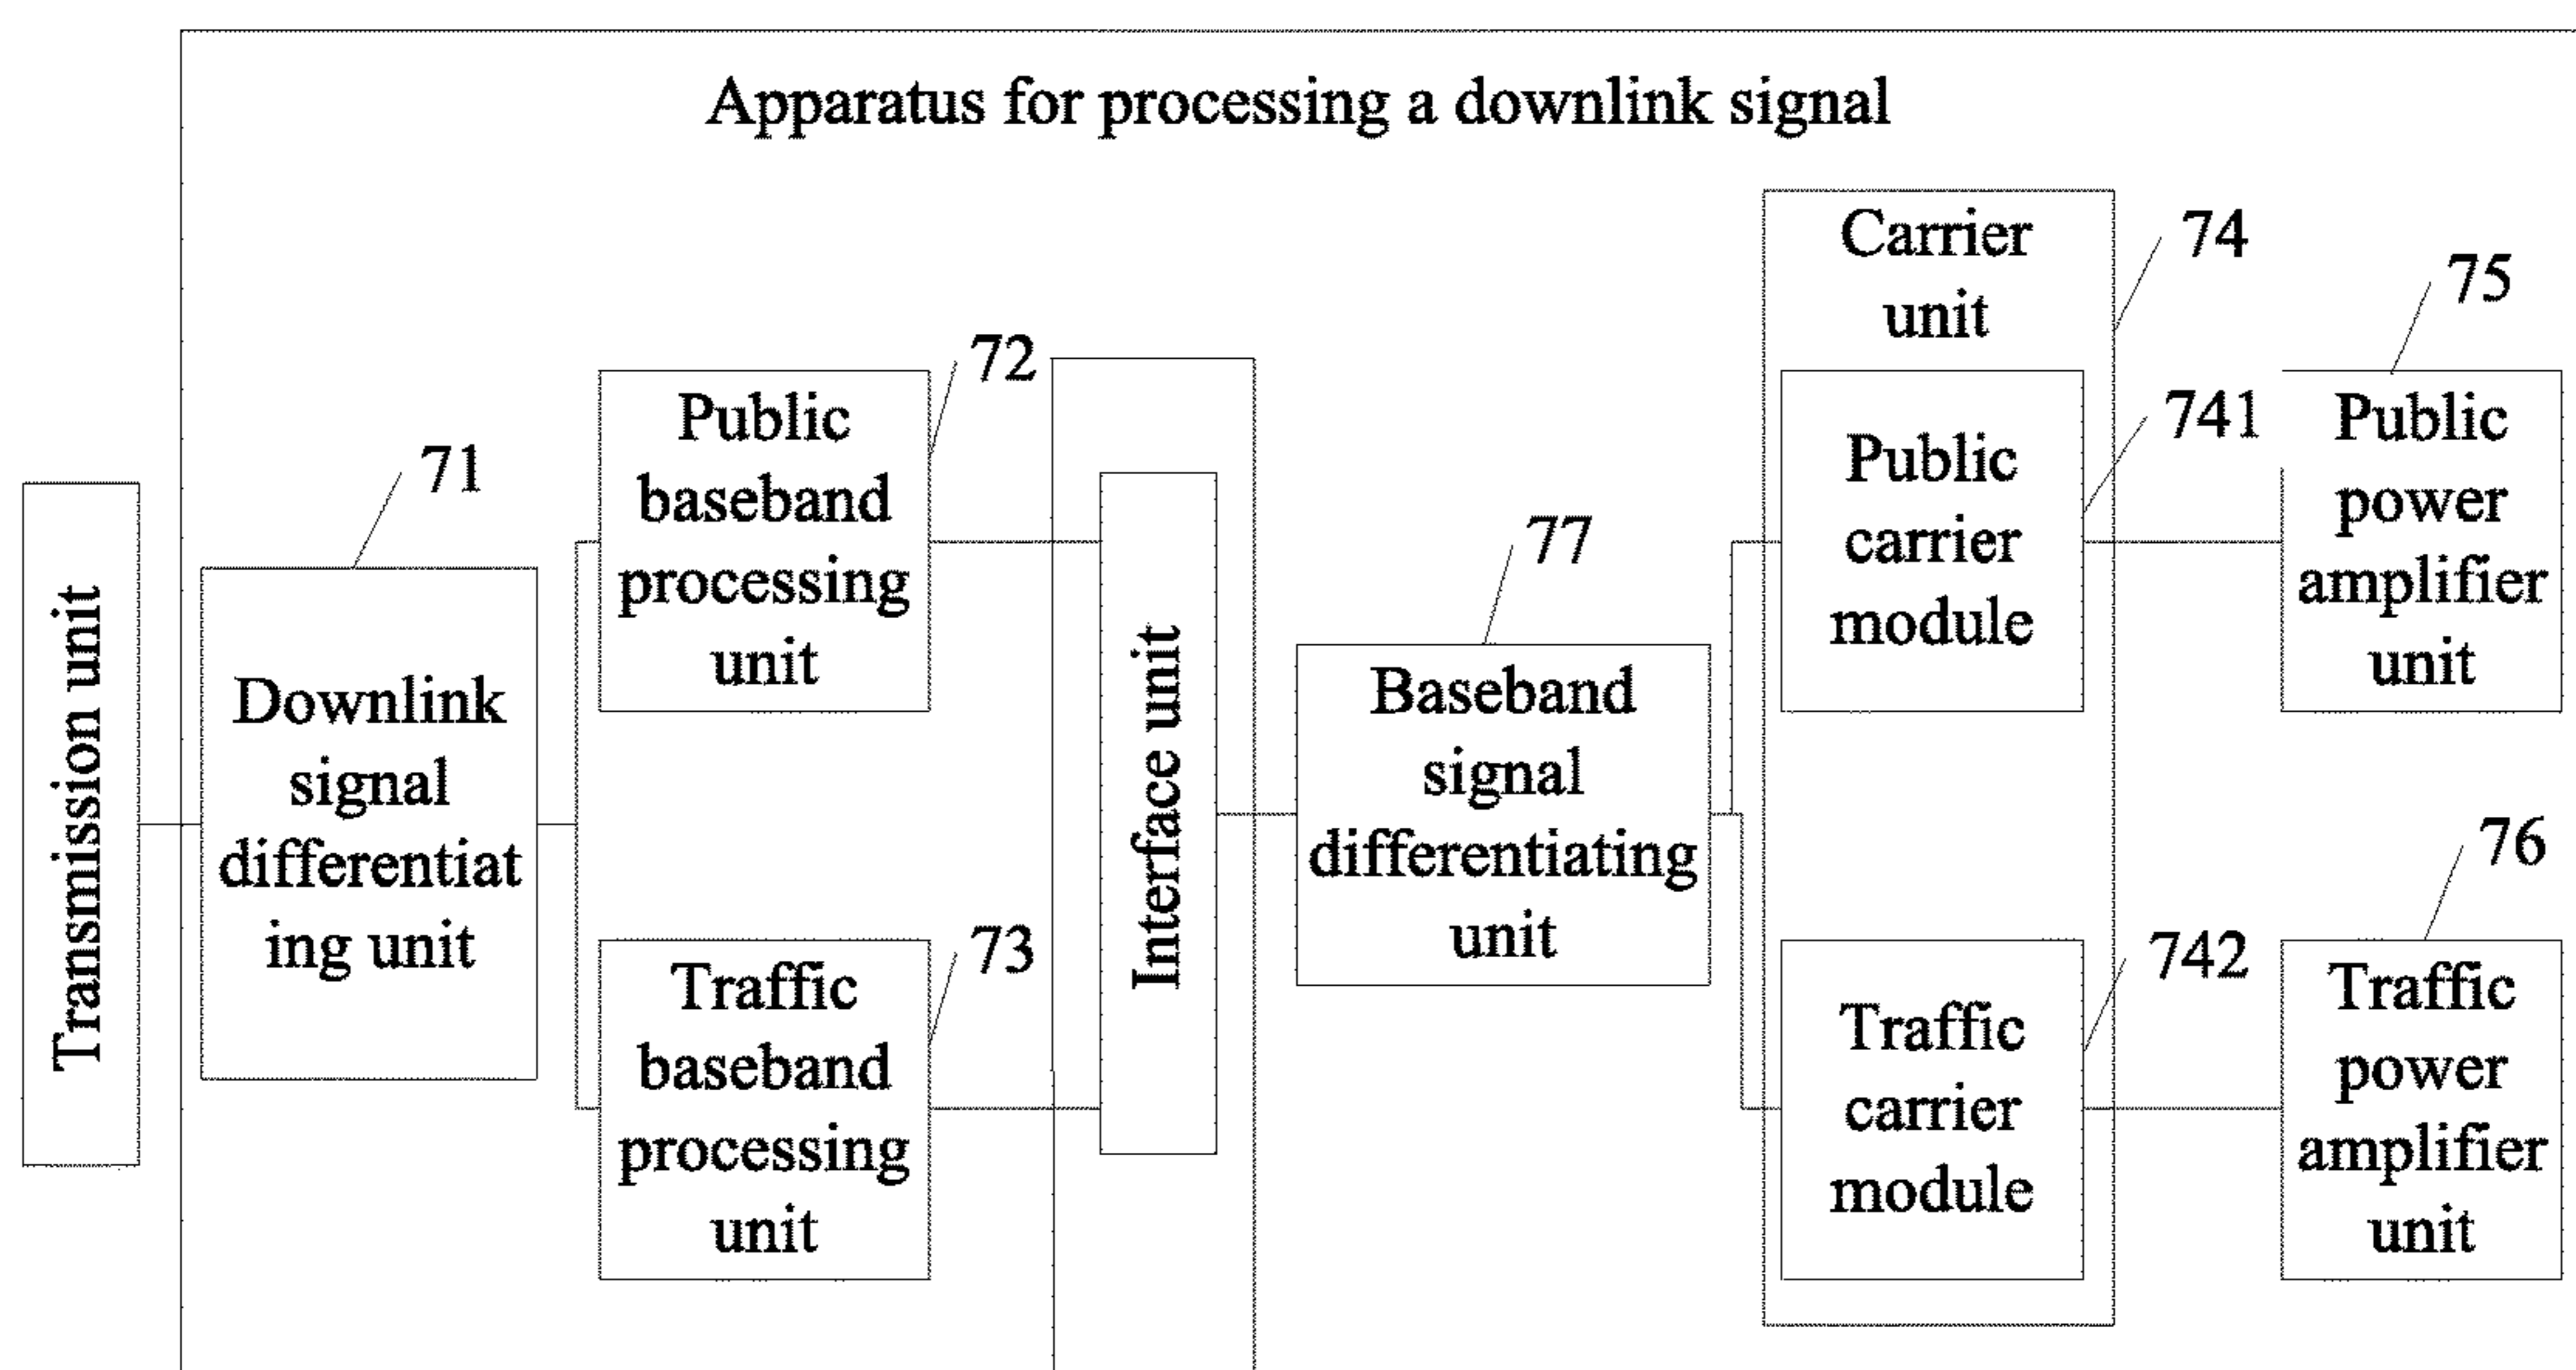 Apparatus for processing a downlink signal
Transmission unit
71
Downlink
signal
differentiat
ing unit
72
Public
baseband
processing
unit
73
Traffic
baseband
processing
unit
Interface unit
77
Baseband
signal
differentiating
unit
Carrier
unit
74
Public
carrier
module
741
Traffic
carrier
module
742
75
Public
power
amplifier
unit
76
Traffic
power
amplifier
unit